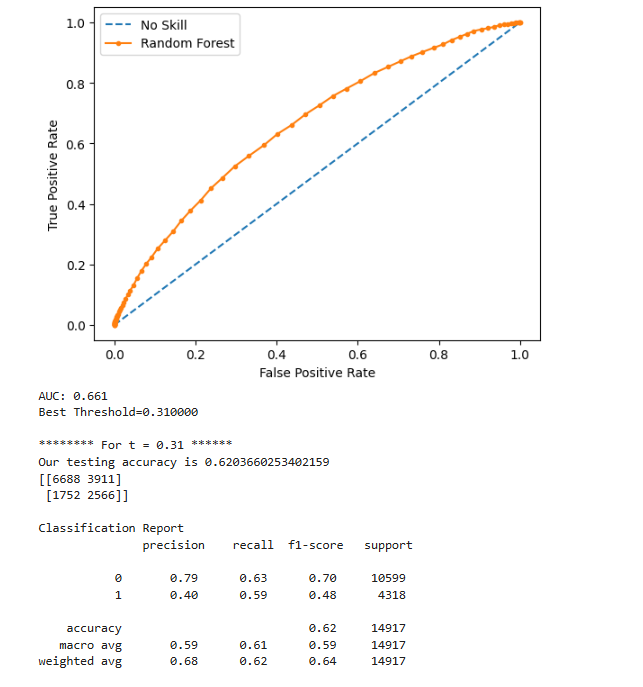 No Skill
Random Forest
1.0
0.8
0.6
0.4
0.2
0.0
True Positive Rate
0.0 0.2 0.4 0.6 0.8 1.0
False Positive Rate
AUC: 0.661
Best Threshold=0.310000
******** For t = 0.31 ******
Our testing accuracy is 0.6203660253402159
[[6688 3911]
[1752 2566]]
Classification Report
precision recall f1-score support
0 0.79 0.63 0.70 10599
1 0.40 0.59 0.48 4318
accuracy 0.62 14917
macro avg 0.59 0.61 0.59 14917
weighted avg 0.68 0.62 0.64 14917